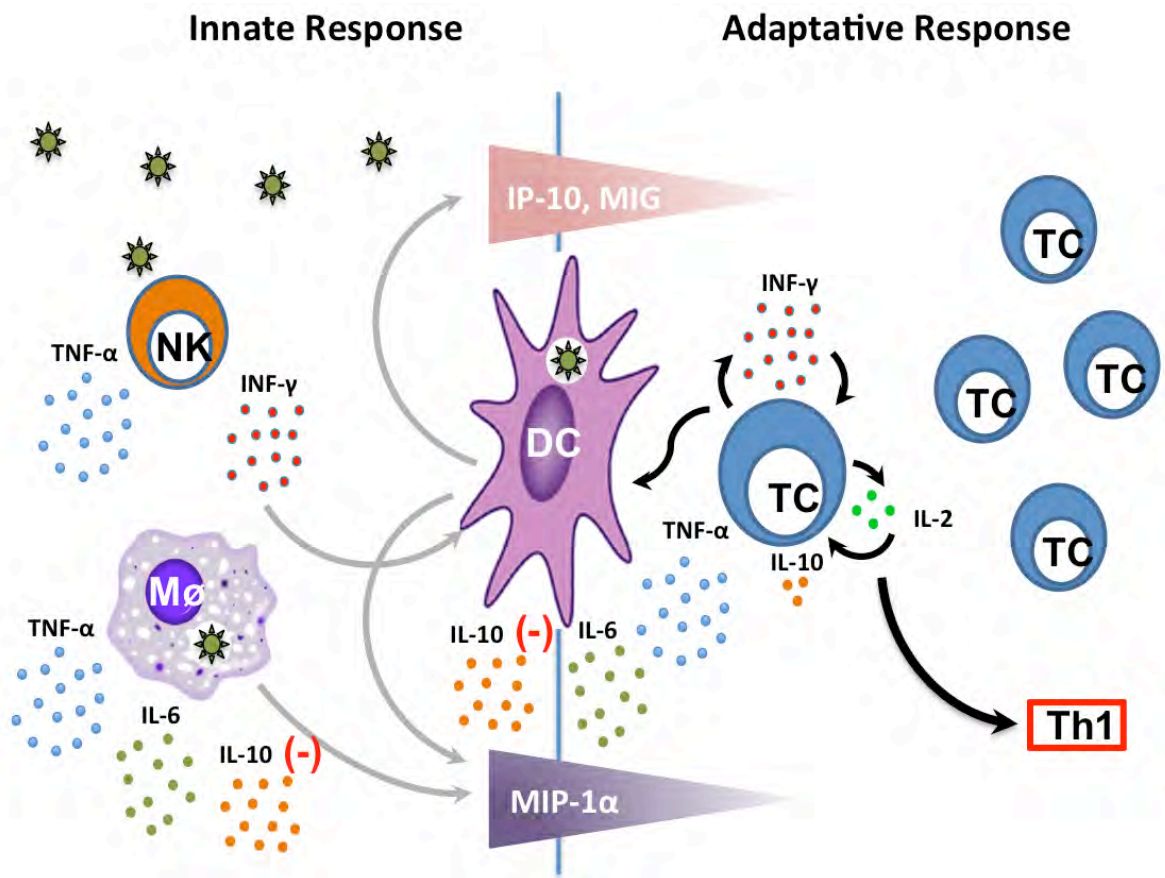 Innate Response
Adaptative Response
IP-10, MIG
TC
INF-γ
NK
TNF-α
INF-γ
TC
TC
DC
TC
IL-2
TNF-α
IL-10
TC
Mø
TNF-α
IL-10 (-)
IL-6
IL-6
IL-10 (-)
Th1
MIP-1α